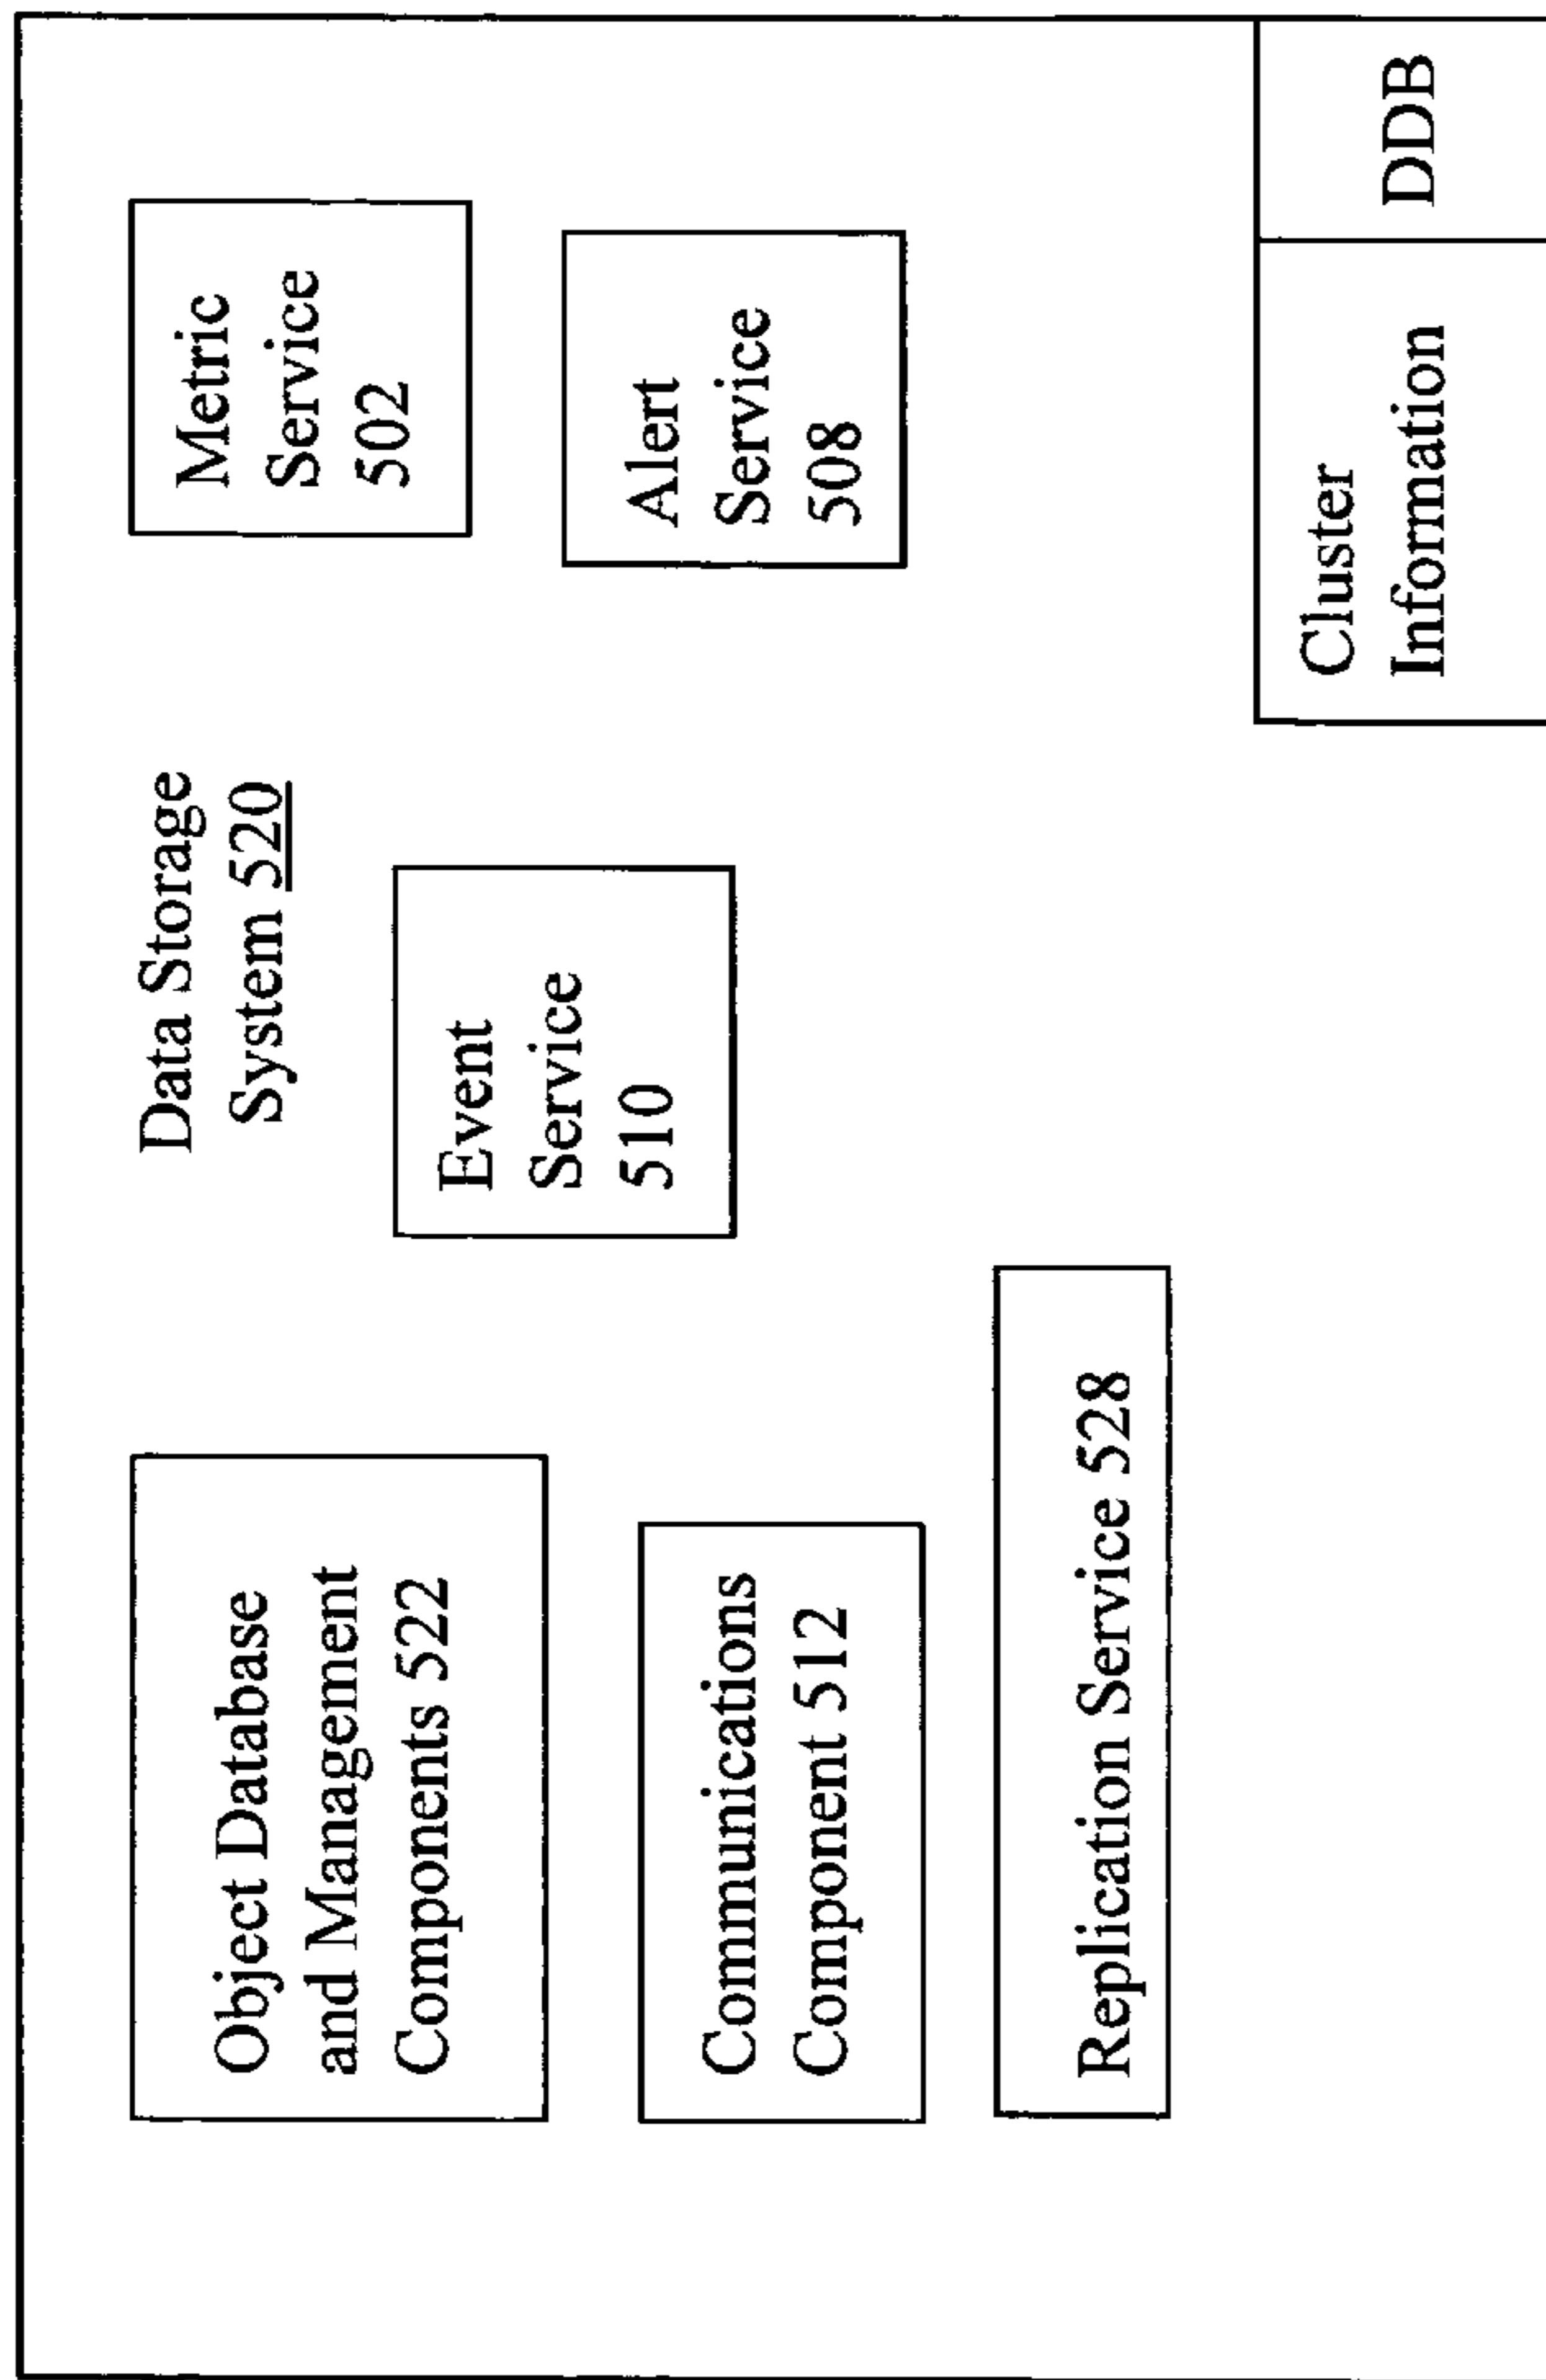 Data Storage
System 520
Object Database
and Management
Components 522
Metric
Service
502
Event
Service
510
Alert
Service
508
Communications
Component 512
Replication Service 528
Cluster
Information
DDB